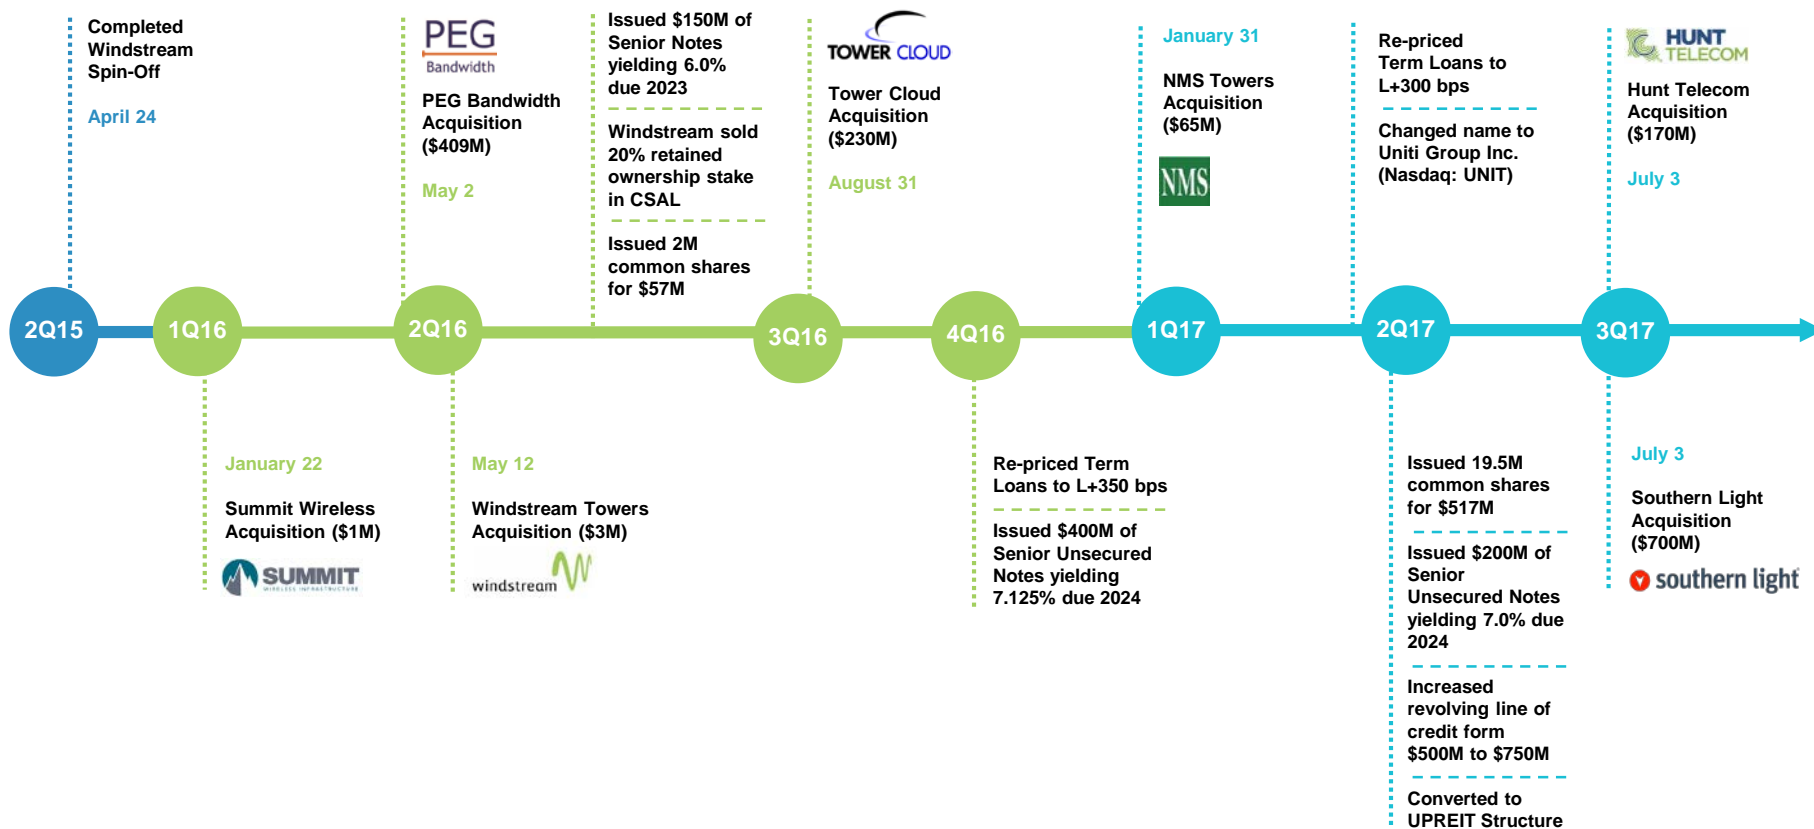 Completed
Windstream
Spin-Off
April 24
PEG
Bandwidth
PEG Bandwidth
Acquisition
($409M)
May 2
Issued $150M of
Senior Notes
yielding 6.0%
due 2023
Windstream sold
20% retained
ownership stake
in CSAL
Issued 2M
common shares
for $57M
TOWER CLOUD
Tower Cloud
Acquisition
($230M)
August 31
January 31
NMS Towers
Acquisition
($65M)
NMS
Re-priced
Term Loans to
L+300 bps
Changed name to
Uniti Group Inc.
(Nasdaq: UNIT)
HUNT
TELECOM
Hunt Telecom
Acquisition
($170M)
July 3
2Q15
1Q16
2Q16
3Q16
4Q16
1Q17
2Q17
3Q17
January 22
Summit Wireless
Acquisition ($1M)
SUMMIT
WIRELESS INFRASTRUCTURE
May 12
Windstream Towers
Acquisition ($3M)
windstream
Re-priced Term
Loans to L+350 bps
Issued $400M of
Senior Unsecured
Notes yielding
7.125% due 2024
Issued 19.5M
common shares
for $517M
Issued $200M of
Senior
Unsecured Notes
yielding 7.0% due
2024
Increased
revolving line of
credit form
$500M to $750M
Converted to
UPREIT Structure
July 3
Southern Light
Acquisition
($700M)
southern light